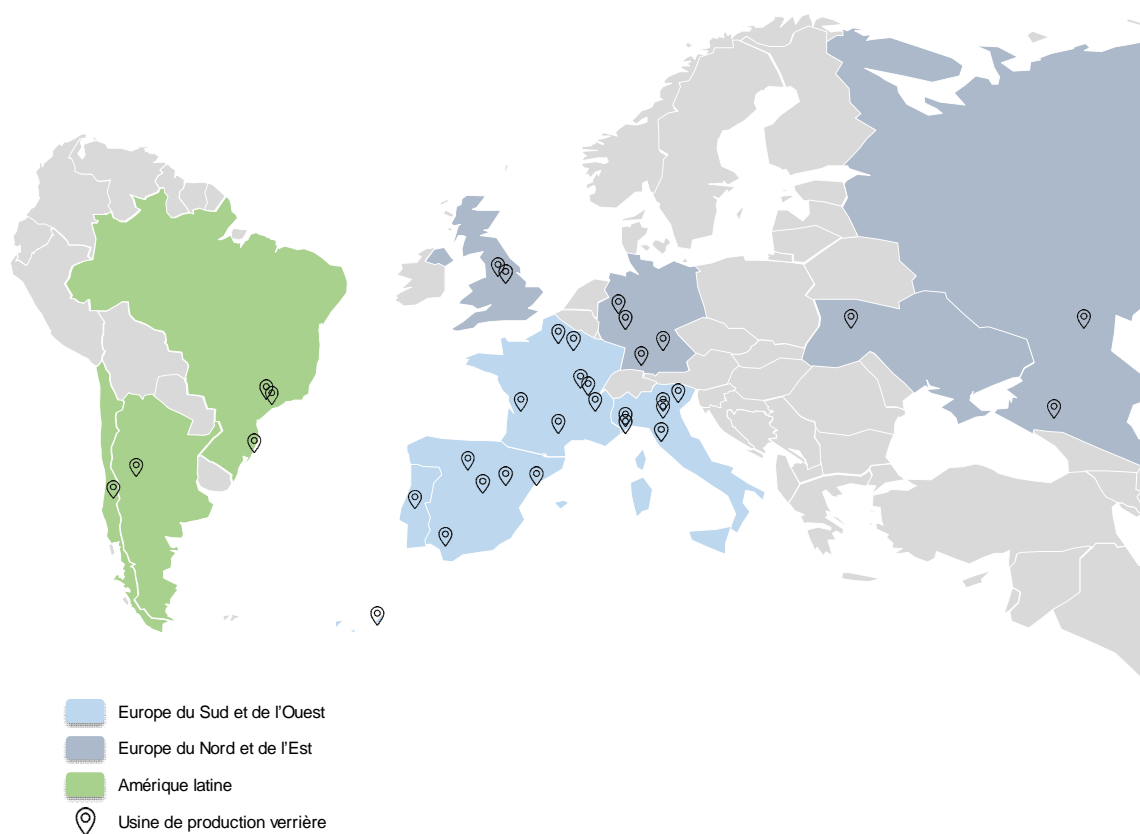 Europe du Sud et de l'Ouest
Europe du Nord et de l'Est
Amérique latine
Usine de production verrière